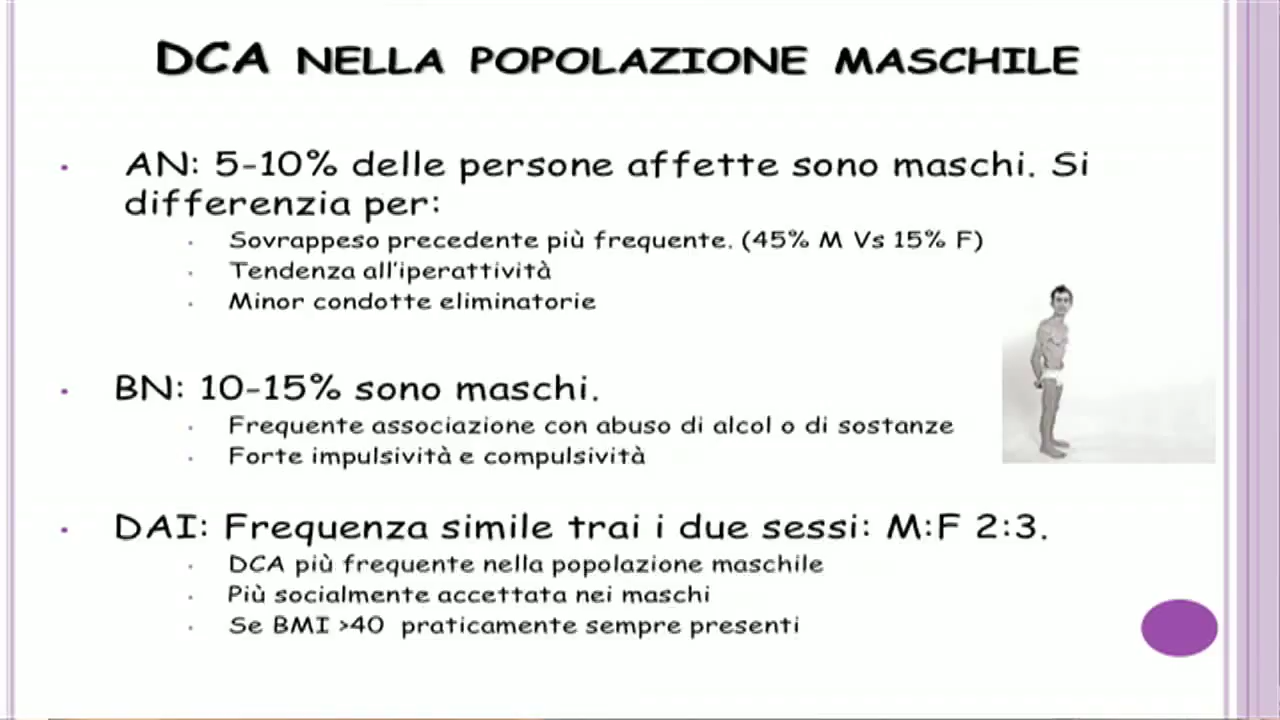 DCA NELLA POPOLAZIONE MASCHILE
AN: 5-10% delle persone affette sono maschi. Si
differenzia per:
Sovrappeso precedente più frequente. (45% M Vs 15% F)
Tendenza all'iperattività
Minor condotte eliminatorie
BN: 10-15% sono maschi.
Frequente associazione con abuso di alcol o di sostanze
Forte impulsività e compulsività
DAI: Frequenza simile trai i due sessi: M:F 2:3.
DCA più frequente nella popolazione maschile
Più socialmente accettata nei maschi
Se BMI >40 praticamente sempre presenti